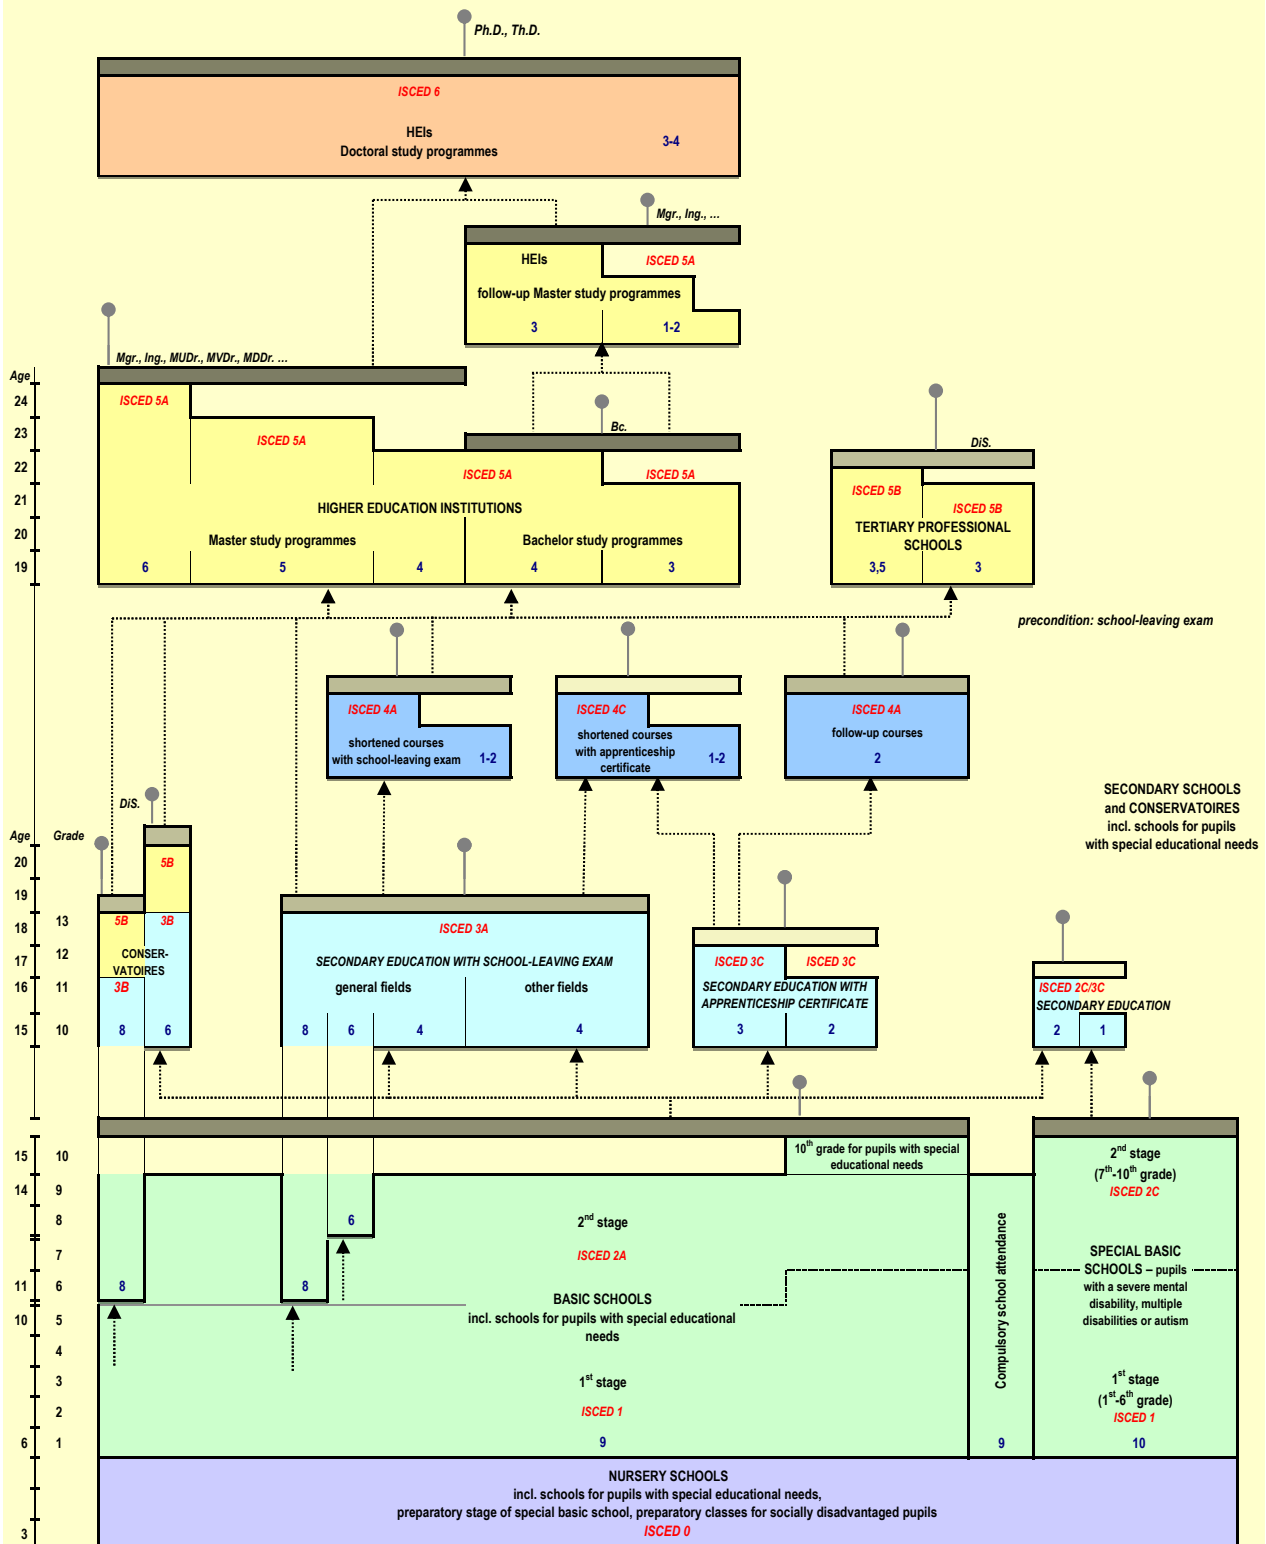 Ph.D., Th.D.
ISCED 6
HEIs
Doctoral study programmes
3-4
Mgr., Ing., ...
HEIs
ISCED 5A
follow-up Master study programmes
3
1-2
Mgr., Ing., MUDr., MVDr., MDDr. ...
Age
24
ISCED 5A
23
ISCED 5A
Bc.
DiS.
22
ISCED 5A
ISCED 5A
ISCED 5B
21
HIGHER EDUCATION INSTITUTIONS
ISCED 5B
20
Master study programmes
Bachelor study programmes
TERTIARY PROFESSIONAL
SCHOOLS
19
6
5
4
4
3
3,5
3
precondition: school-leaving exam
ISCED 4A
shortened courses
with school-leaving exam
1-2
ISCED 4C
shortened courses
with apprenticeship
certificate
1-2
ISCED 4A
follow-up courses
2
SECONDARY SCHOOLS
and CONSERVATOIRES
incl. schools for pupils
with special educational needs
DiS.
Age
Grade
20
5B
19
18
13
5B
3B
ISCED 3A
17
12
CONSER-
VATOIRES
SECONDARY EDUCATION WITH SCHOOL-LEAVING EXAM
ISCED 3C
ISCED 3C
16
11
3B
general fields
other fields
SECONDARY EDUCATION WITH
APPRENTICESHIP CERTIFICATE
ISCED 2C/3C
SECONDARY EDUCATION
15
10
8
6
8
6
4
4
3
2
2
1
15
10
10th grade for pupils with special
educational needs
2nd stage
(7th-10th grade)
ISCED 2C
14
9
8
6
2nd stage
7
ISCED 2A
SPECIAL BASIC
SCHOOLS – pupils
with a severe mental
disability, multiple
disabilities or autism
11
6
8
8
BASIC SCHOOLS
incl. schools for pupils with special educational
needs
Compulsory school attendance
10
5
4
3
1st stage
1st stage
(1st-6th grade)
2
ISCED 1
ISCED 1
6
1
9
9
10
NURSERY SCHOOLS
incl. schools for pupils with special educational needs,
preparatory stage of special basic school, preparatory classes for socially disadvantaged pupils
3
ISCED 0